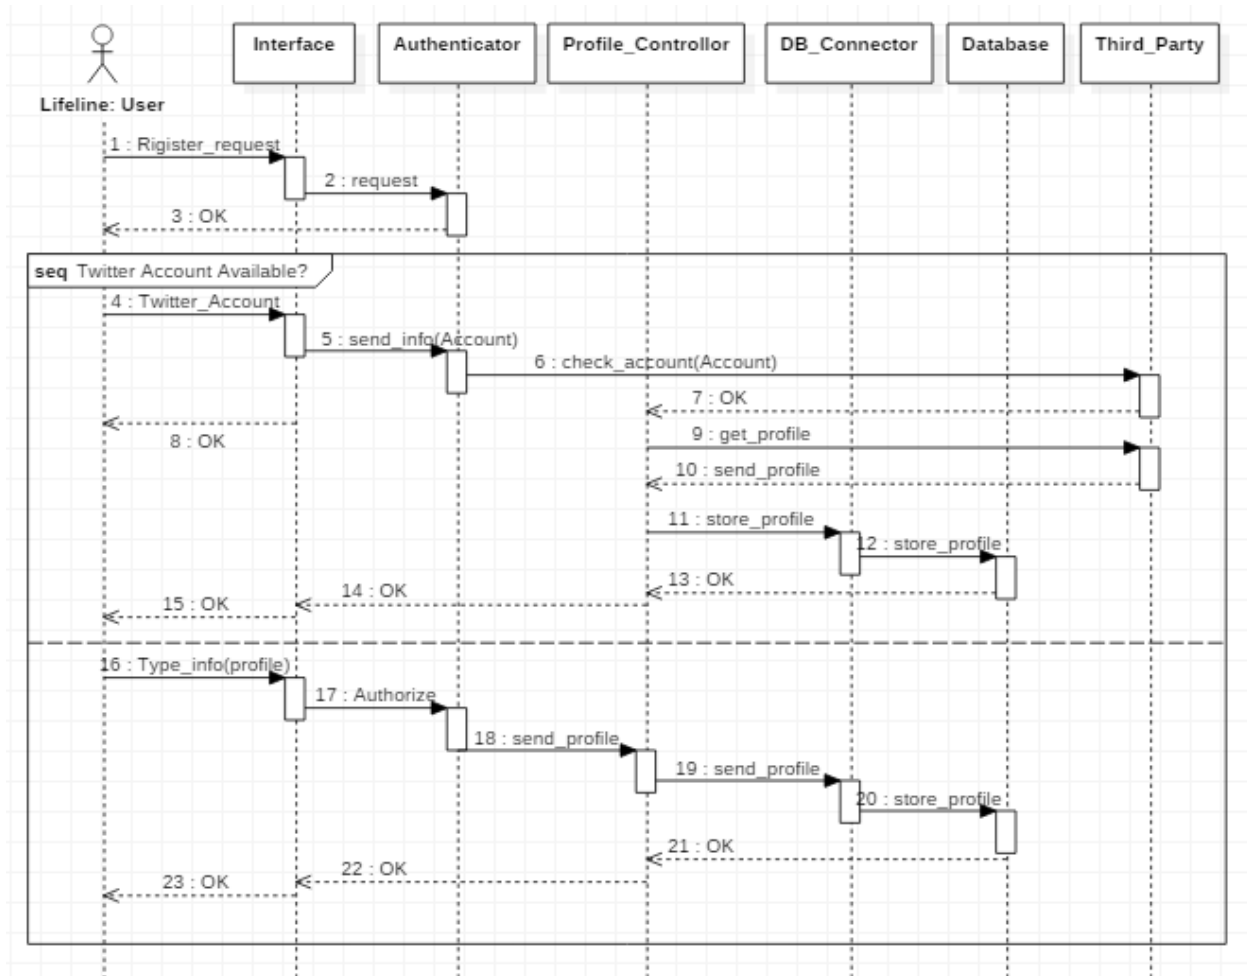 Interface
Authenticator
Profile_Controllor
DB_Connector
Database
Third_Party
Lifeline: User
1 : Rigister_request
2 : request
3 : OK
seq Twitter Account Available?
4 : Twitter_Account
5 : send_info(Account)
6 : check_account(Account)
7 : OK
8 : OK
9 : get_profile
10 : send_profile
11 : store_profile
12 : store_profile
13 : OK
14 : OK
15 : OK
16 : Type_info(profile)
17 : Authorize
18 : send_profile
19 : send_profile
20 : store_profile
21 : OK
22 : OK
23 : OK